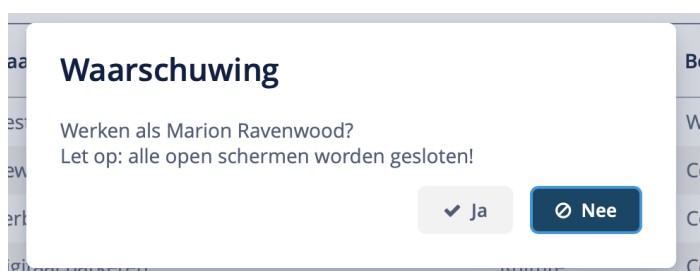 Waarschuwing
Werken als Marion Ravenwood?
Let op: alle open schermen worden gesloten!
Ja
Nee